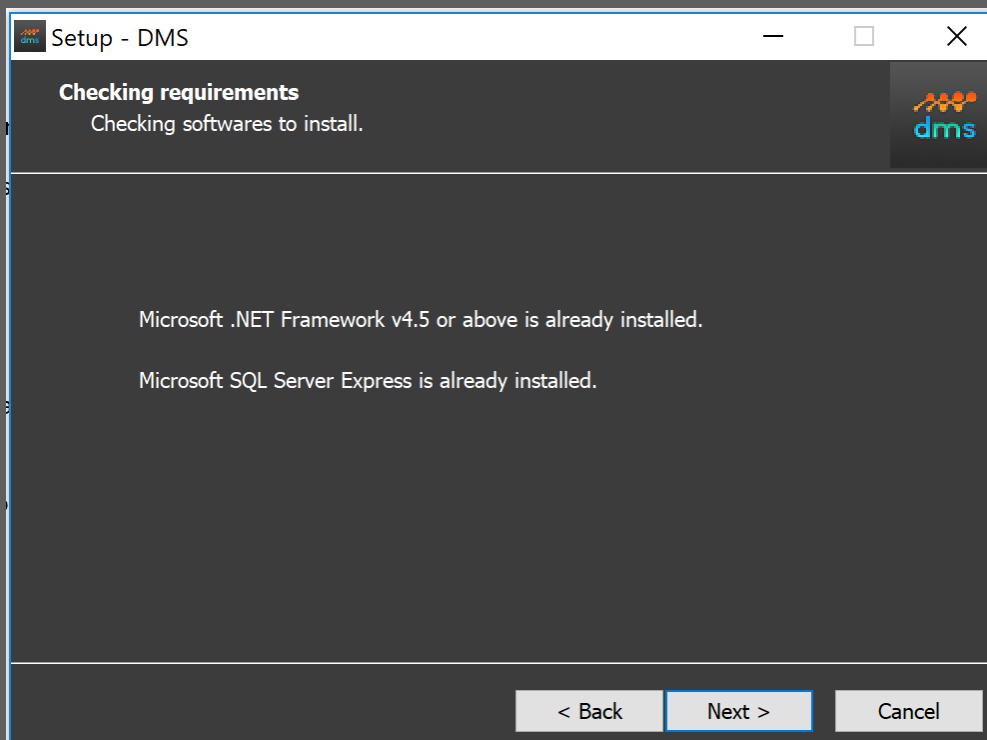 dms
Setup - DMS
Checking requirements
Checking softwares to install.
dms
Microsoft .NET Framework v4.5 or above is already installed.
Microsoft SQL Server Express is already installed.
< Back
Next >
Cancel